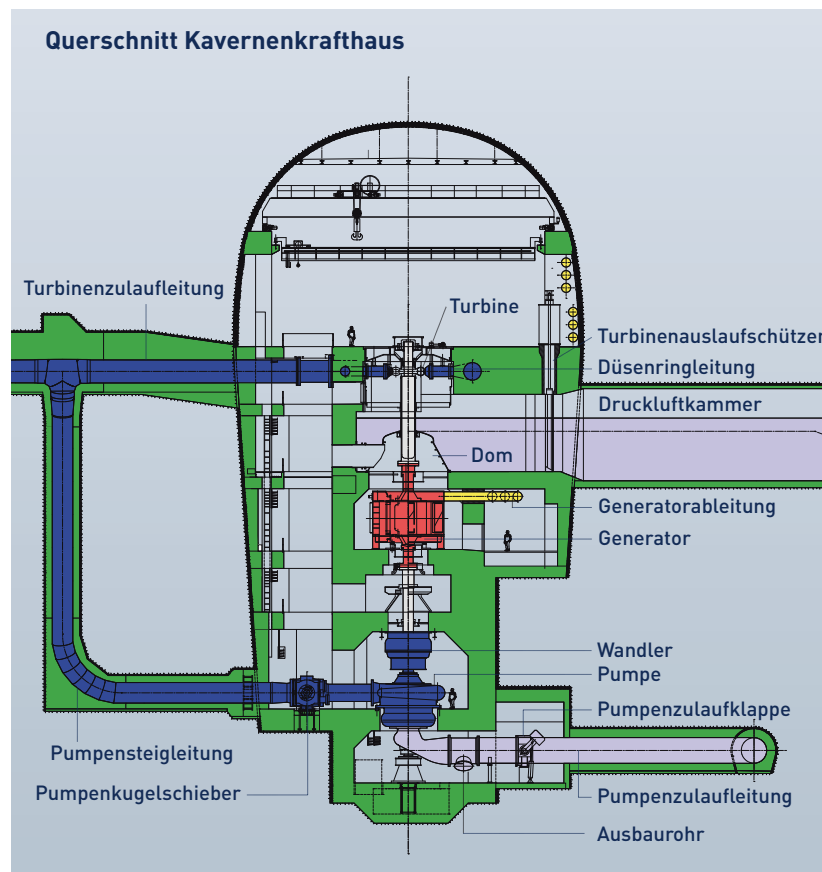 Querschnitt Kavernenkrafthaus
Turbinenzulaufleitung
Turbine
Turbinenauslaufschützen
Düsenringleitung
Druckluftkammer
Dom
Generatorableitung
Generator
Wandler
Pumpe
Pumpenzulaufklappe
Pumpensteigleitung
Pumpenkugelschieber
Pumpenzulaufleitung
Ausbaurohr